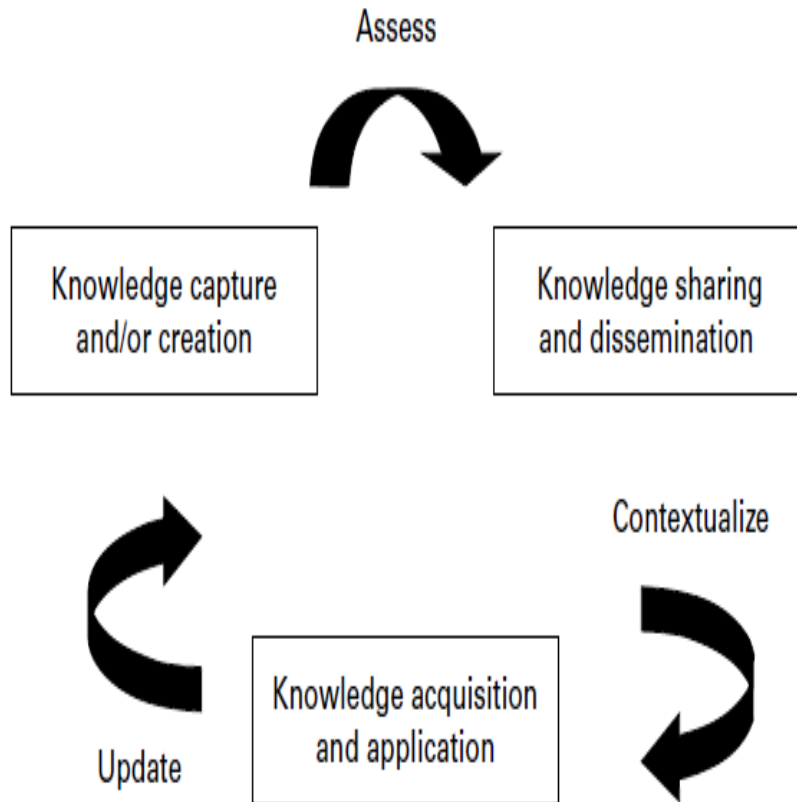 Assess
Knowledge capture
and/or creation
Knowledge sharing
and dissemination
Contextualize
Knowledge acquisition
and application
Update